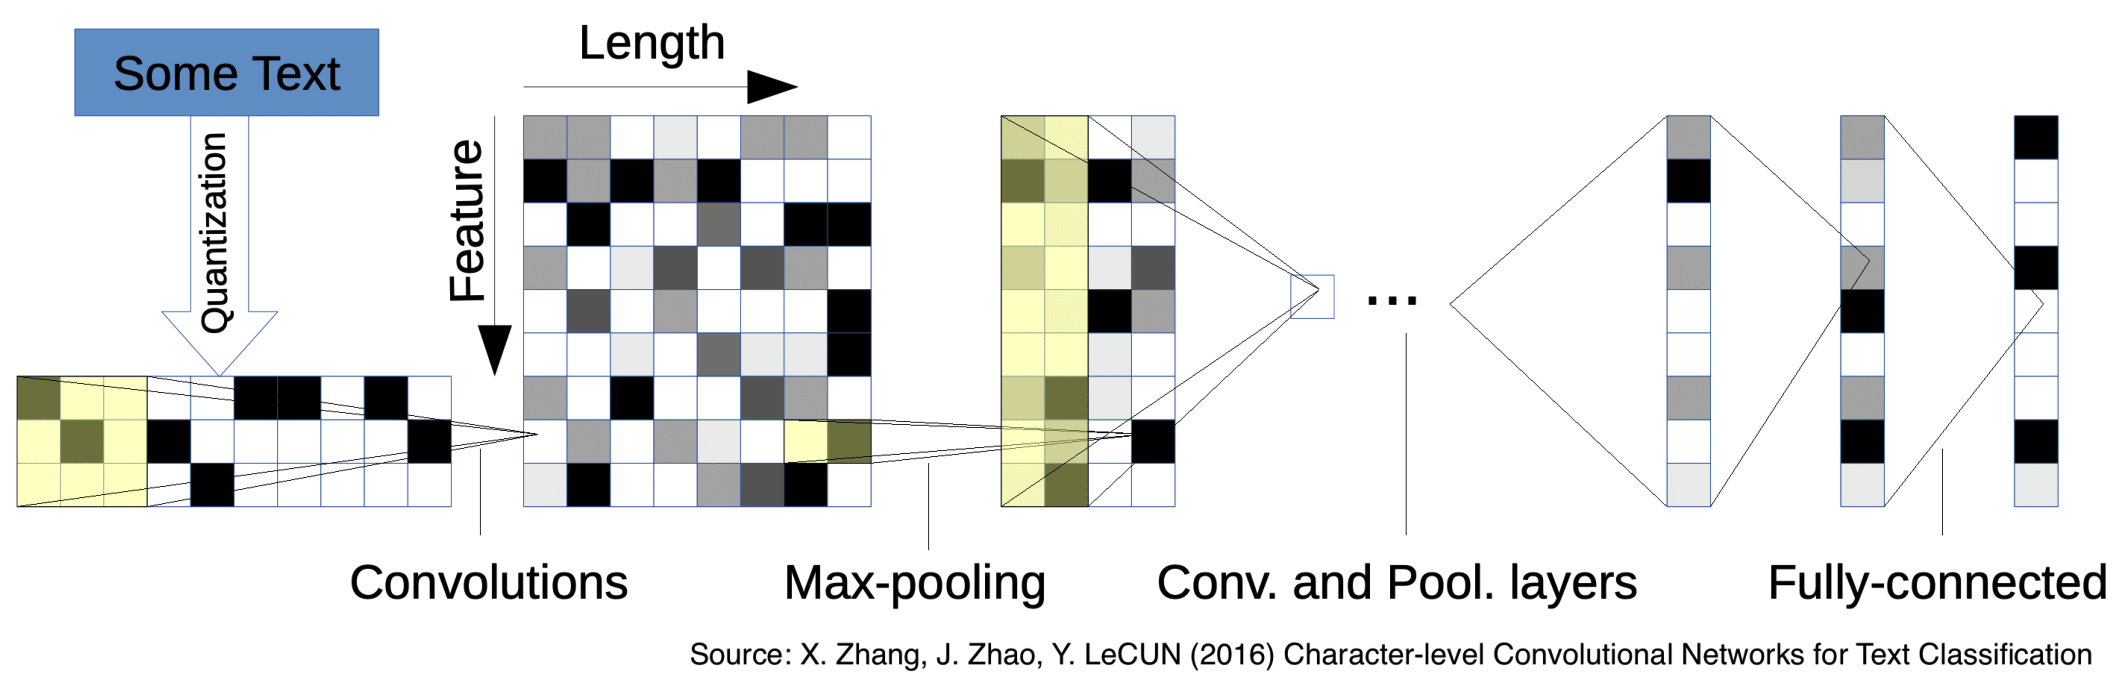 Some Text
Quantization
Length
Feature
...
Convolutions
Max-pooling
Conv. and Pool. layers
Fully-connected
Source: X. Zhang, J. Zhao, Y. LeCUN (2016) Character-level Convolutional Networks for Text Classification